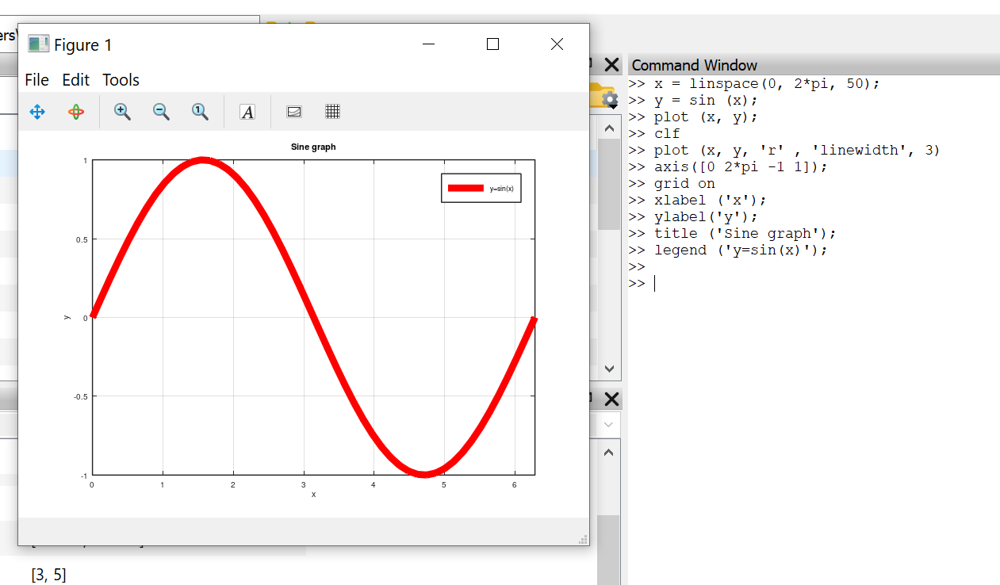 ers\
Figure 1
File Edit Tools
1
A
Sine graph
1
y=sin(x)
0.5
y
0
-0.5
-1
0 1 2 3 4 5 6
x
[3, 5]
Command Window
>> x = linspace(0, 2*pi, 50);
>> y = sin (x);
>> plot (x, y);
>> clf
>> plot (x, y, 'r' , 'linewidth', 3)
>> axis([0 2*pi -1 1]);
>> grid on
>> xlabel ('x');
>> ylabel('y');
>> title ('Sine graph');
>> legend ('y=sin(x)');
>>
>>